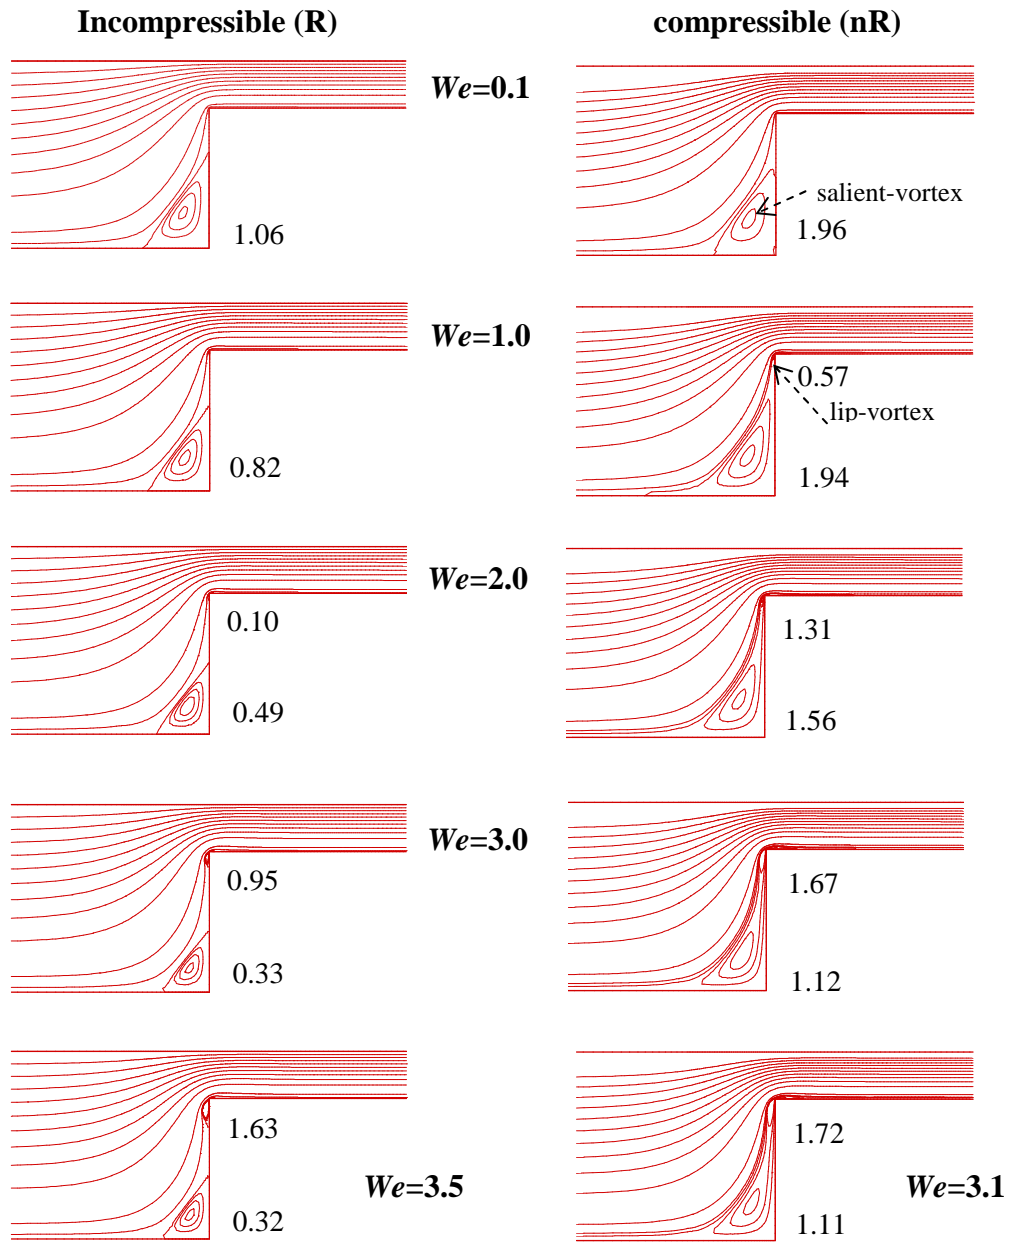 Incompressible (R)
compressible (nR)
We=0.1
salient-vortex
1.06
1.96
We=1.0
0.57
lip-vortex
0.82
1.94
We=2.0
0.10
1.31
0.49
1.56
We=3.0
0.95
1.67
0.33
1.12
1.63
1.72
We=3.5
We=3.1
0.32
1.11